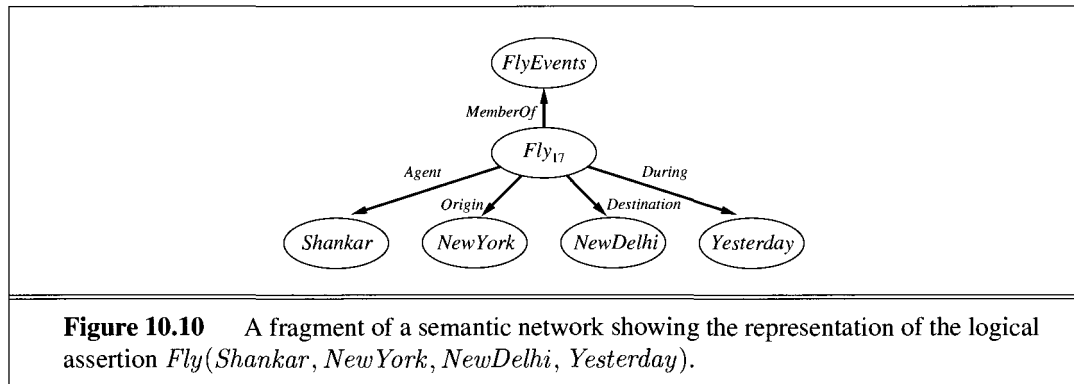 FlyEvents
MemberOf
Fly17
Agent
During
Origin
Destination
Shankar
NewYork
NewDelhi
Yesterday
Figure 10.10 A fragment of a semantic network showing the representation of the logical
assertion Fly(Shankar, NewYork, NewDelhi, Yesterday).